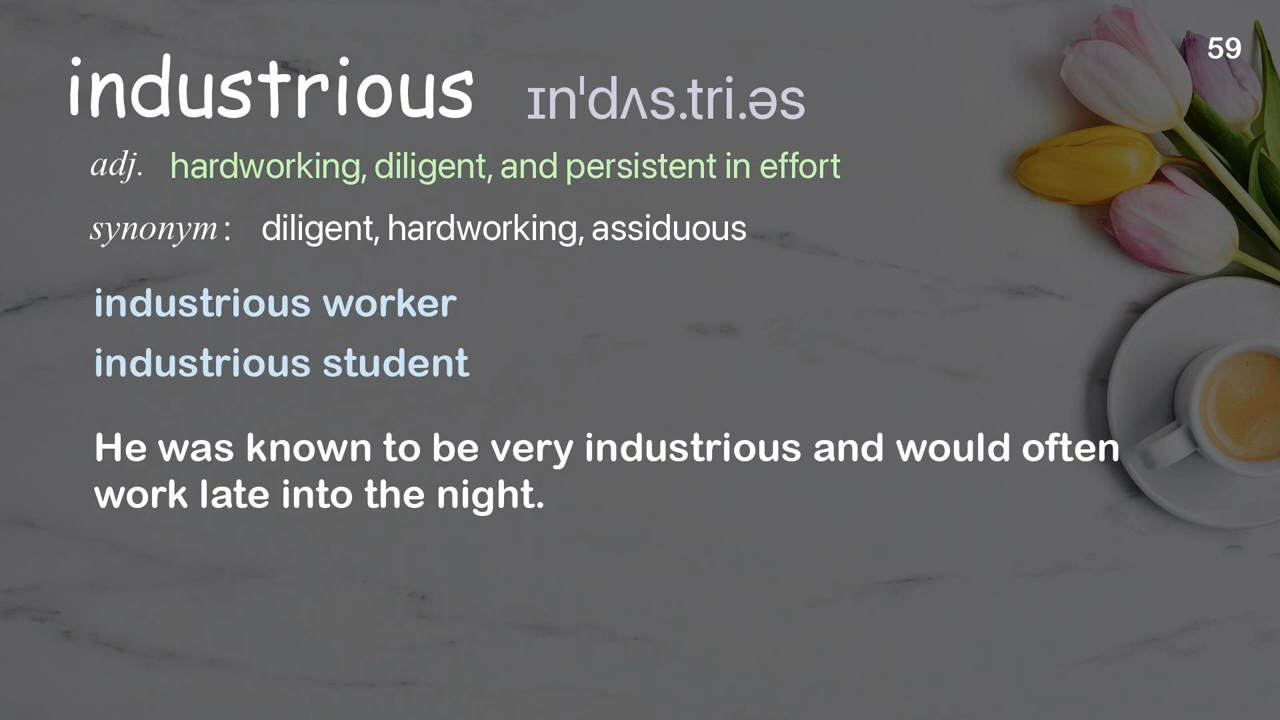 59
industrious ɪnˈdʌs.tri.əs
adj. hardworking, diligent, and persistent in effort
synonym : diligent, hardworking, assiduous
industrious worker
industrious student
He was known to be very industrious and would often
work late into the night.